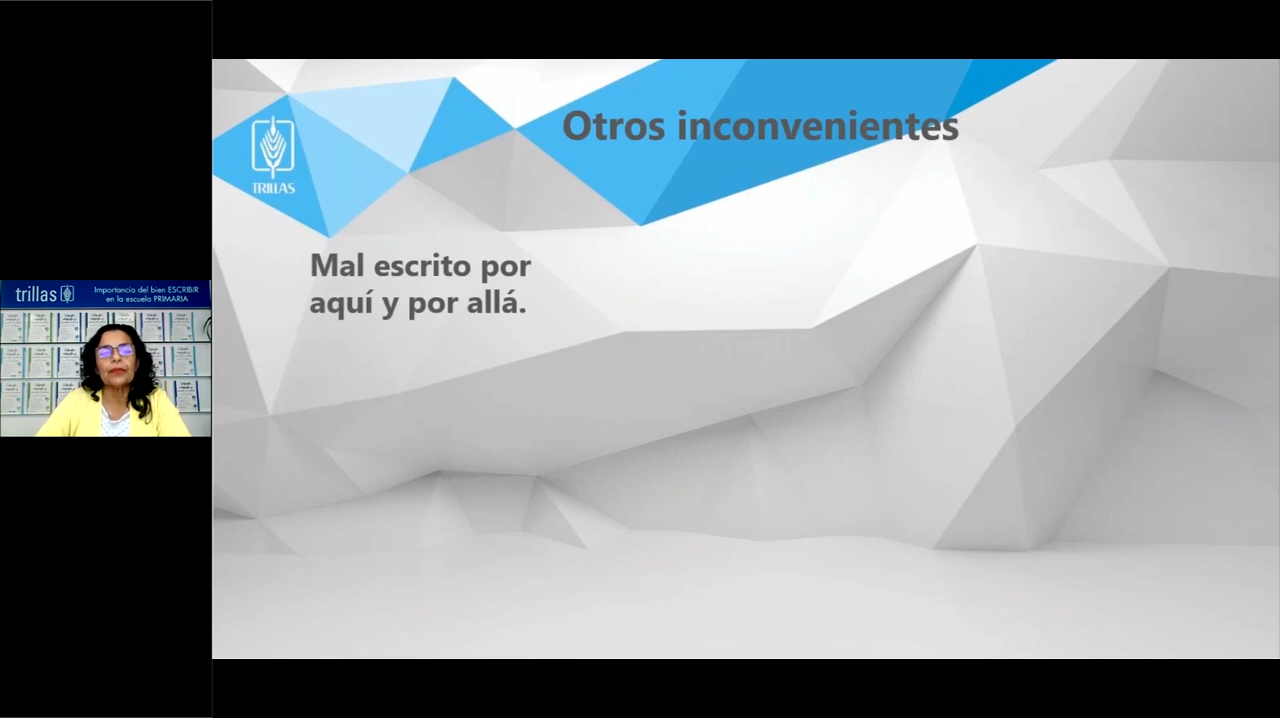 Otros inconvenientes
TRILLAS
Mal escrito por
aquí y por allá.
trillas
Importancia del bien ESCRIBIR
en la escuela PRIMARIA